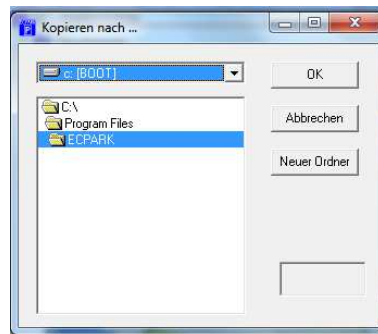 Kopieren nach ...
c: [BOOT]
OK
C:\
Program Files
ECPARK
Abbrechen
Neuer Ordner